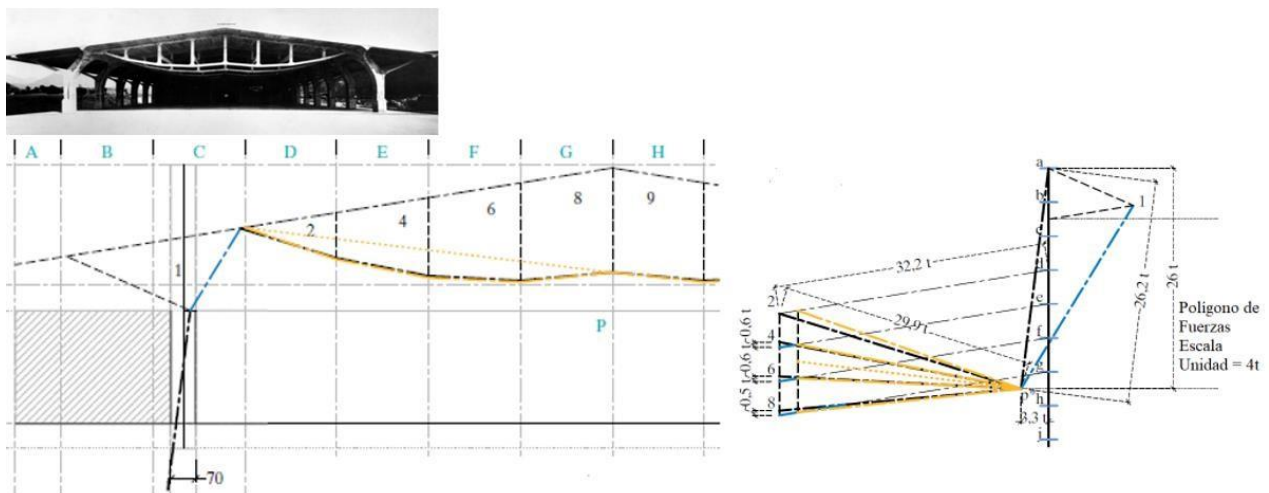 A B C D E F G H
1
2
4
6
8
9
P
70
a
b
c
d
e
f
g
h
j
1
32,2 t
29,9 t
26,2 t
26 t
3,3 t
2
4
6
8
0,6 t
0,6 t
0,5 t
p
Polígono de
Fuerzas
Escala
Unidad = 4t